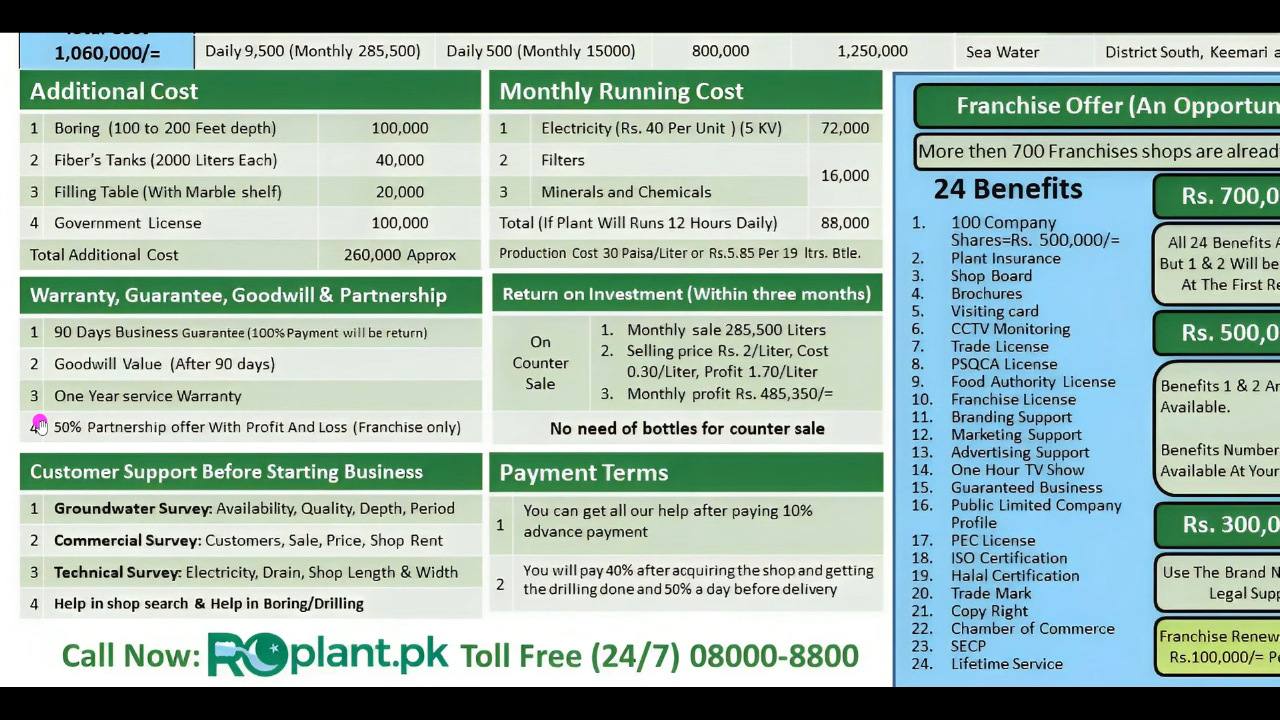 1,060,000/=
Daily 9,500 (Monthly 285,500)
Daily 500 (Monthly 15000)
800,000
1,250,000
Sea Water
District South, Keemari
Additional Cost
1 Boring (100 to 200 Feet depth) 100,000
2 Fiber's Tanks (2000 Liters Each) 40,000
3 Filling Table (With Marble shelf) 20,000
4 Government License 100,000
Total Additional Cost 260,000 Approx
Warranty, Guarantee, Goodwill & Partnership
1 90 Days Business Guarantee (100% Payment will be return)
2 Goodwill Value (After 90 days)
3 One Year service Warranty
50% Partnership offer With Profit And Loss (Franchise only)
Customer Support Before Starting Business
1 Groundwater Survey: Availability, Quality, Depth, Period
2 Commercial Survey: Customers, Sale, Price, Shop Rent
3 Technical Survey: Electricity, Drain, Shop Length & Width
4 Help in shop search & Help in Boring/Drilling
Monthly Running Cost
1 Electricity (Rs. 40 Per Unit ) (5 KV) 72,000
2 Filters
16,000
3 Minerals and Chemicals
Total (If Plant Will Runs 12 Hours Daily) 88,000
Production Cost 30 Paisa/Liter or Rs.5.85 Per 19 ltrs. Btle.
Return on Investment (Within three months)
On
Counter
Sale
1. Monthly sale 285,500 Liters
2. Selling price Rs. 2/Liter, Cost
0.30/Liter, Profit 1.70/Liter
3. Monthly profit Rs. 485,350/=
No need of bottles for counter sale
Payment Terms
1 You can get all our help after paying 10%
advance payment
2 You will pay 40% after acquiring the shop and getting
the drilling done and 50% a day before delivery
Call Now: ROplant.pk Toll Free (24/7) 08000-8800
Franchise Offer (An Opportun
More then 700 Franchises shops are alread
24 Benefits
1. 100 Company
Shares=Rs. 500,000/=
2. Plant Insurance
3. Shop Board
4. Brochures
5. Visiting card
6. CCTV Monitoring
7. Trade License
8. PSQCA License
9. Food Authority License
10. Franchise License
11. Branding Support
12. Marketing Support
13. Advertising Support
14. One Hour TV Show
15. Guaranteed Business
16. Public Limited Company
Profile
17. PEC License
18. ISO Certification
19. Halal Certification
20. Trade Mark
21. Copy Right
22. Chamber of Commerce
23. SECP
24. Lifetime Service
Rs. 700,0
All 24 Benefits
But 1 & 2 Will be
At The First Re
Rs. 500,0
Benefits 1 & 2 Ar
Available.
Benefits Number
Available At Your
Rs. 300,0
Use The Brand N
Legal Supp
Franchise Renew
Rs.100,000/= Pe